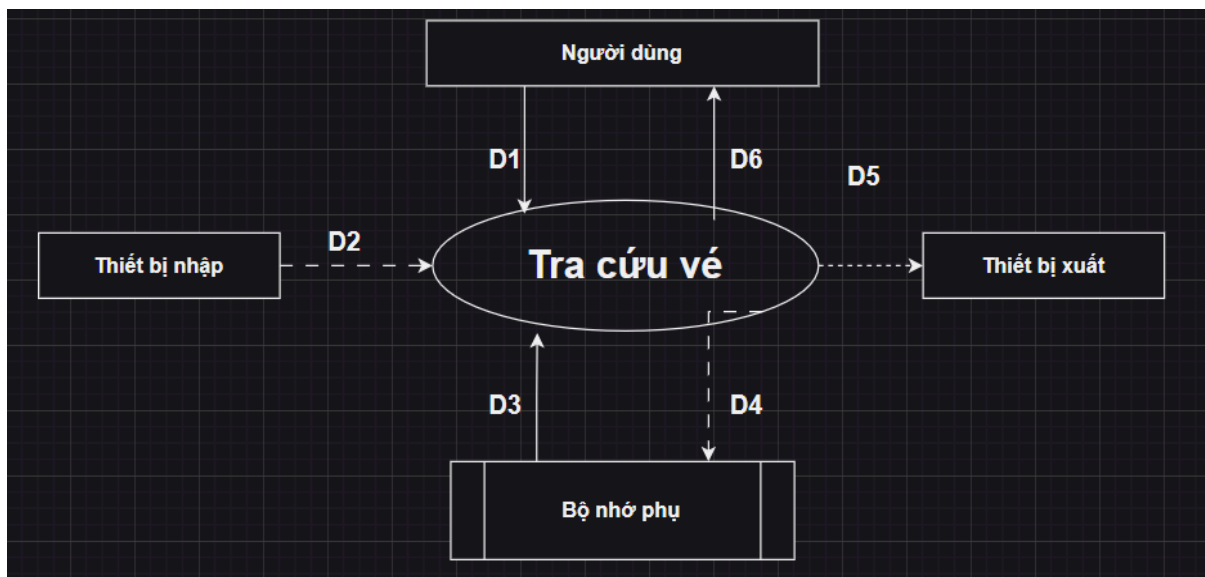 Người dùng
D1
D6
D5
D2
Thiết bị nhập
Tra cứu vé
Thiết bị xuất
D3
D4
Bộ nhớ phụ